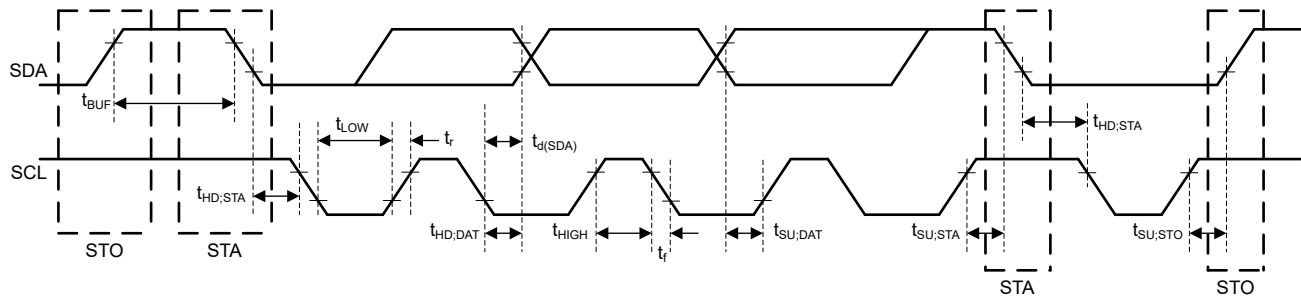 SDA
t_BUF
t_LOW
t_r
t_d(SDA)
t_HD;STA
SCL
t_HD;STA
t_HD;DAT
t_HIGH
t_f
t_SU;DAT
t_SU;STA
t_SU;STO
STO
STA
STA
STO